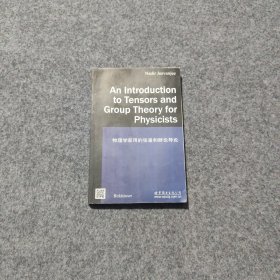 Nadir Jeevanjee
An Introduction
to Tensors and
Group Theory for
Physicists
物理学家用的张量和群论导论
Birkhäuser
世界图书出版公司